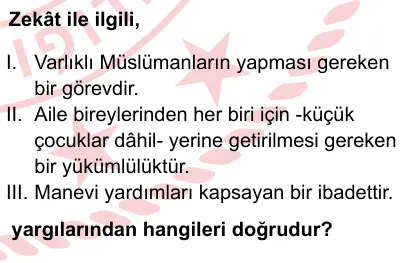 Zekât ile ilgili,
I. Varlıklı Müslümanların yapması gereken
bir görevdir.
II. Aile bireylerinden her biri için -küçük
çocuklar dâhil- yerine getirilmesi gereken
bir yükümlülüktür.
III. Manevi yardımları kapsayan bir ibadettir.
yargılarından hangileri doğrudur?